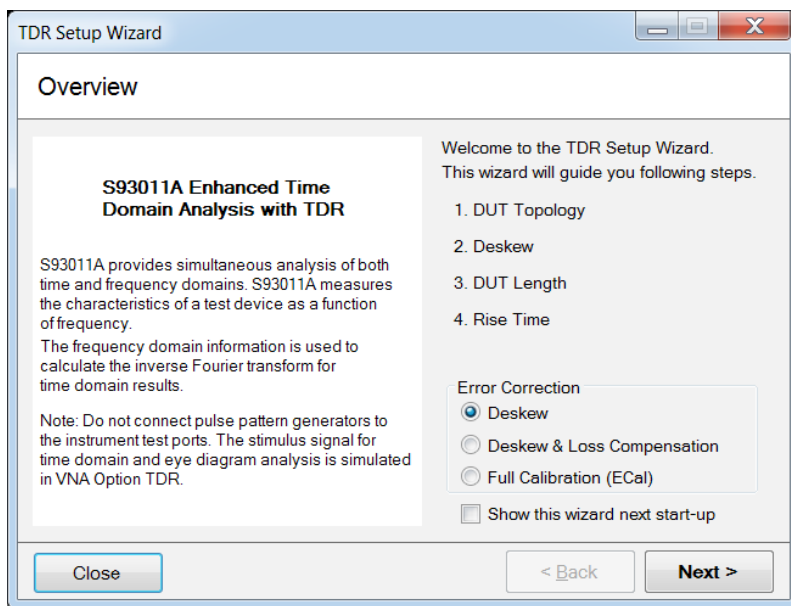 TDR Setup Wizard
Overview
S93011A Enhanced Time
Domain Analysis with TDR
S93011A provides simultaneous analysis of both
time and frequency domains. S93011A measures
the characteristics of a test device as a function
of frequency.
The frequency domain information is used to
calculate the inverse Fourier transform for
time domain results.
Note: Do not connect pulse pattern generators to
the instrument test ports. The stimulus signal for
time domain and eye diagram analysis is simulated
in VNA Option TDR.
Welcome to the TDR Setup Wizard.
This wizard will guide you following steps.
1. DUT Topology
2. Deskew
3. DUT Length
4. Rise Time
Error Correction
Deskew
Deskew & Loss Compensation
Full Calibration (ECal)
Show this wizard next start-up
Close
< Back
Next >